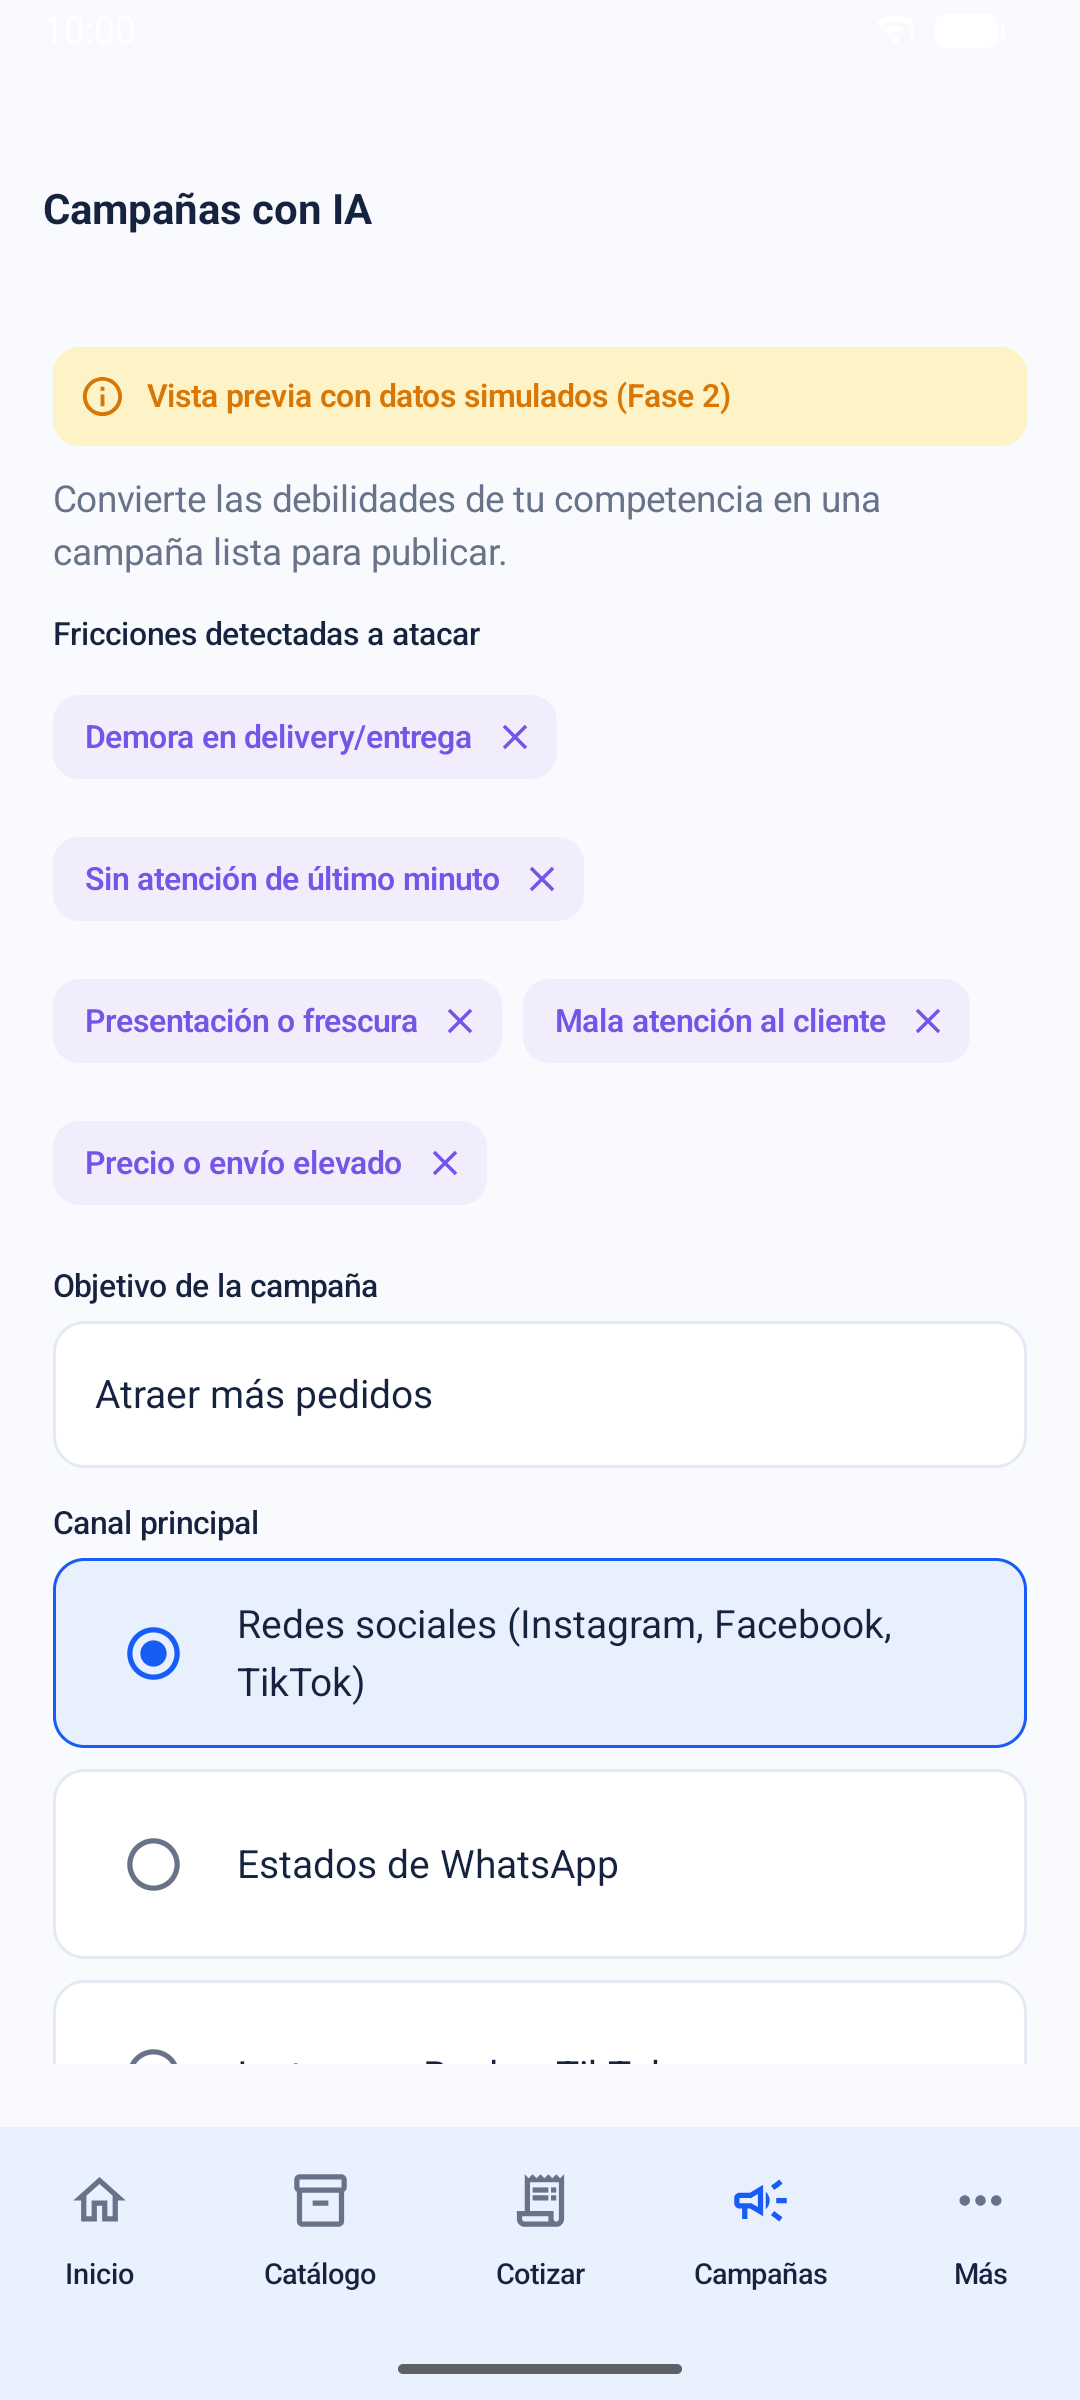 10:00
Campañas con IA
Vista previa con datos simulados (Fase 2)
Convierte las debilidades de tu competencia en una
campaña lista para publicar.
Fricciones detectadas a atacar
Demora en delivery/entrega
Sin atención de último minuto
Presentación o frescura
Mala atención al cliente
Precio o envío elevado
Objetivo de la campaña
Atraer más pedidos
Canal principal
Redes sociales (Instagram, Facebook,
TikTok)
Estados de WhatsApp
Inicio
Catálogo
Cotizar
Campañas
Más